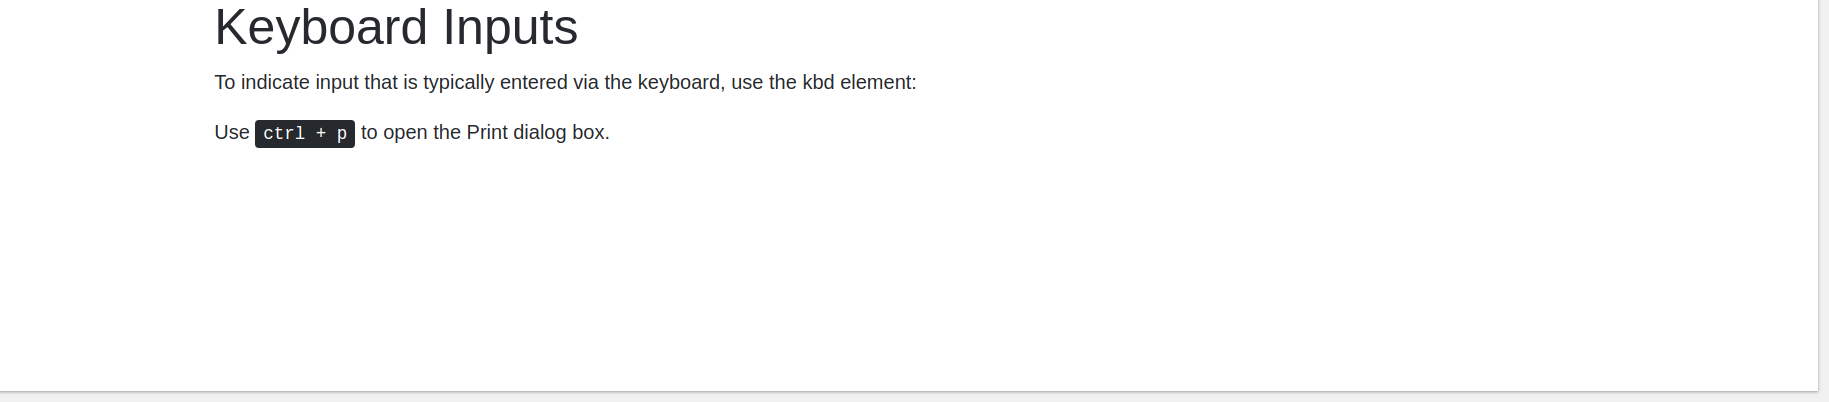 Keyboard Inputs
To indicate input that is typically entered via the keyboard, use the kbd element:
Use ctrl + p to open the Print dialog box.